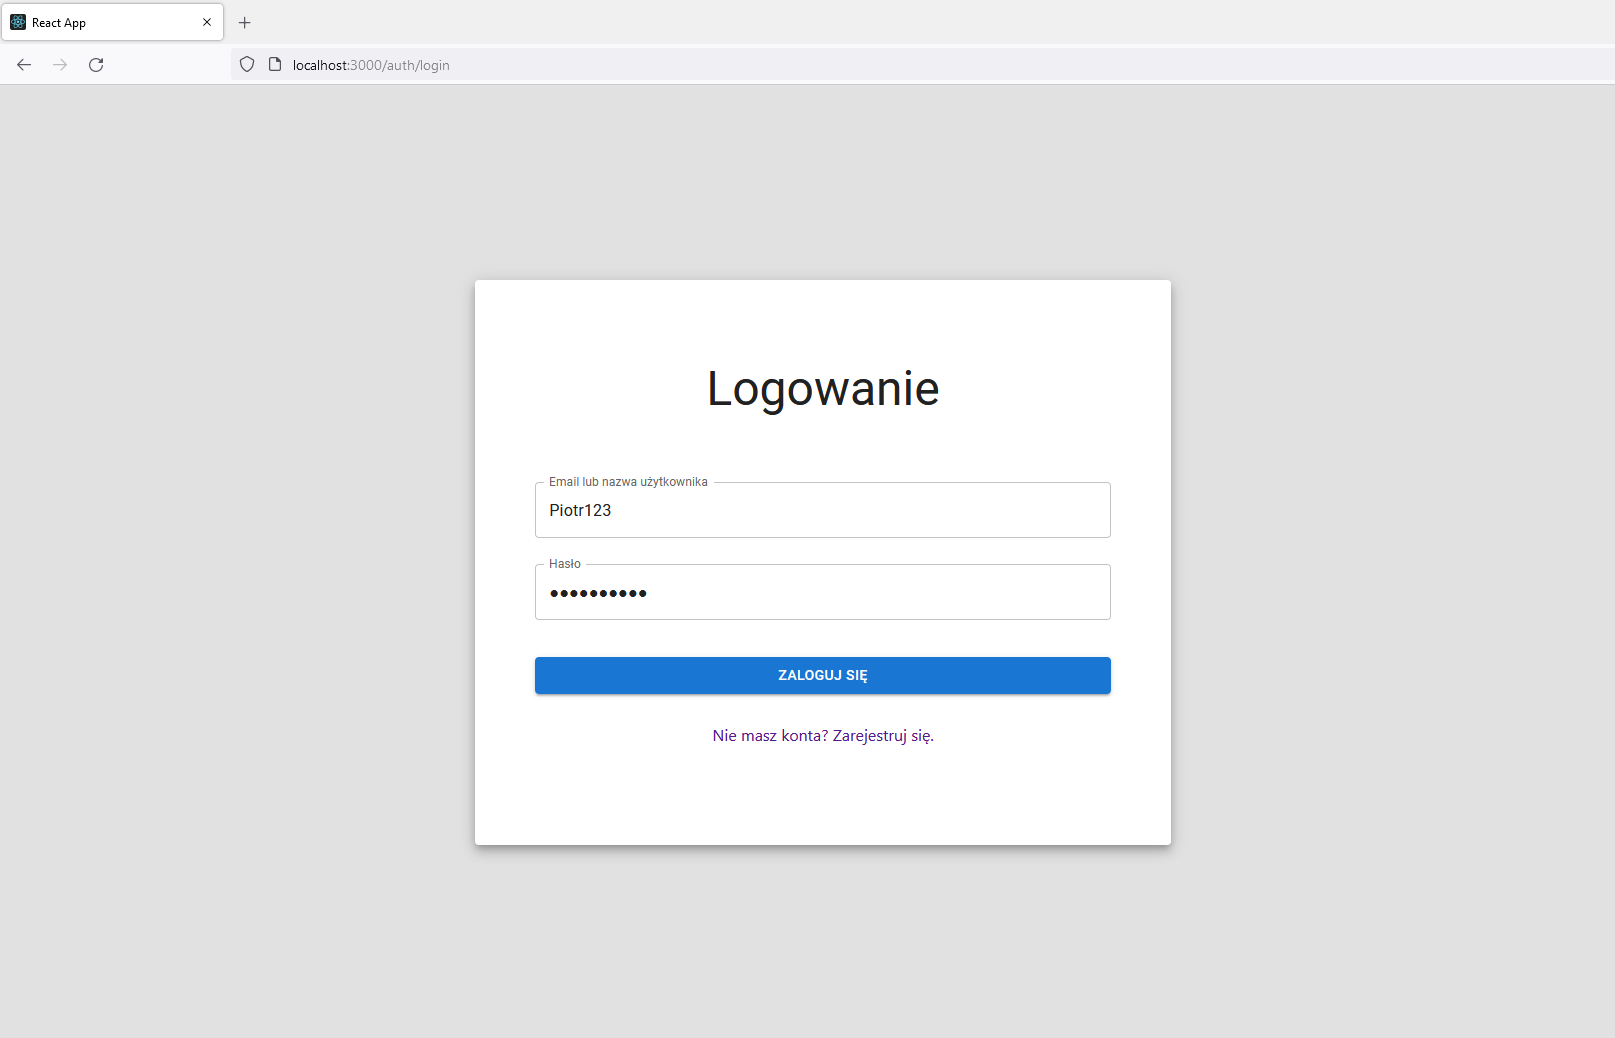 React App
localhost:3000/auth/login
Logowanie
Email lub nazwa użytkownika
Piotr123
Hasło
••••••••••
ZALOGUJ SIĘ
Nie masz konta? Zarejestruj się.